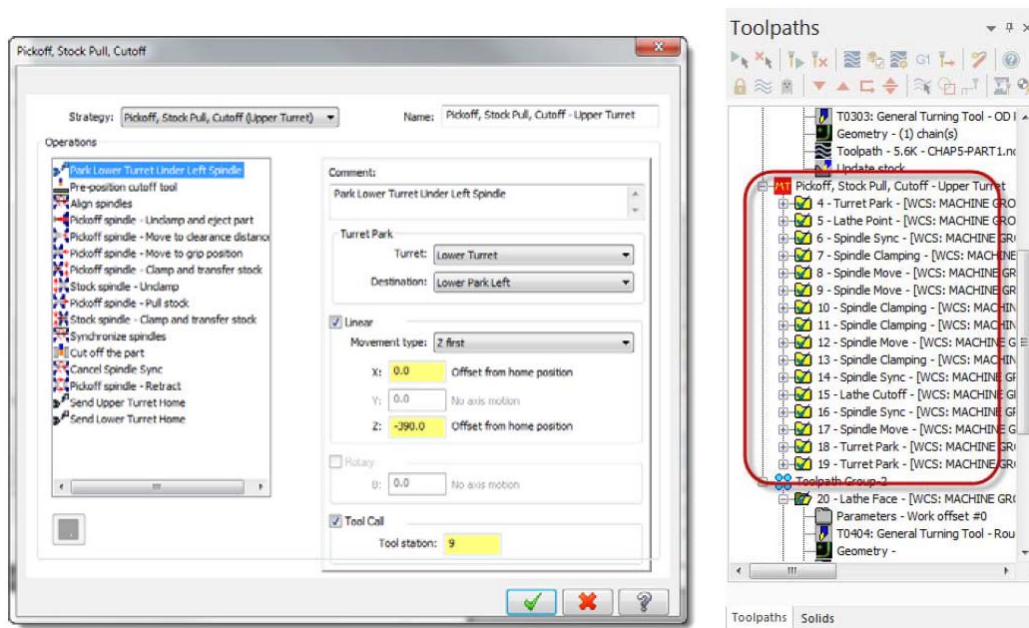 Pickoff, Stock Pull, Cutoff
Strategy: Pickoff, Stock Pull, Cutoff (Upper Turret)
Name: Pickoff, Stock Pull, Cutoff - Upper Turret
Operations
Park Lower Turret Under Left Spindle
Pre-position cutoff tool
Align spindles
Pickoff spindle - Unclamp and eject part
Pickoff spindle - Move to clearance distanc
Pickoff spindle - Move to grip position
Pickoff spindle - Clamp and transfer stock
Stock spindle - Unclamp
Pickoff spindle - Pull stock
Stock spindle - Clamp and transfer stock
Synchronize spindles
Cut off the part
Cancel Spindle Sync
Pickoff spindle - Retract
Send Upper Turret Home
Send Lower Turret Home
Comment:
Park Lower Turret Under Left Spindle
Turret Park
Turret: Lower Turret
Destination: Lower Park Left
Linear
Movement type: Z first
X: 0.0 Offset from home position
Y: 0.0 No axis motion
Z: -390.0 Offset from home position
Rotary
B: 0.0 No axis motion
Tool Call
Tool station: 9
Toolpaths
G1
T0303: General Turning Tool - OD
Geometry - (1) chain(s)
Toolpath - 5.6K - CHAP5-PART1.nc
Update stock
MT Pickoff, Stock Pull, Cutoff - Upper Turret
4 - Turret Park - [WCS: MACHINE GRO
5 - Lathe Point - [WCS: MACHINE GRO
6 - Spindle Sync - [WCS: MACHINE GR
7 - Spindle Clamping - [WCS: MACHINE
8 - Spindle Move - [WCS: MACHINE GR
9 - Spindle Move - [WCS: MACHINE GR
10 - Spindle Clamping - [WCS: MACHIN
11 - Spindle Clamping - [WCS: MACHIN
12 - Spindle Move - [WCS: MACHINE G
13 - Spindle Clamping - [WCS: MACHIN
14 - Spindle Sync - [WCS: MACHINE GF
15 - Lathe Cutoff - [WCS: MACHINE GF
16 - Spindle Sync - [WCS: MACHINE GF
17 - Spindle Move - [WCS: MACHINE G
18 - Turret Park - [WCS: MACHINE GR
19 - Turret Park - [WCS: MACHINE GR
Toolpath Group-2
20 - Lathe Face - [WCS: MACHINE GR
Parameters - Work offset #0
T0404: General Turning Tool - Rou
Geometry -
Toolpaths Solids